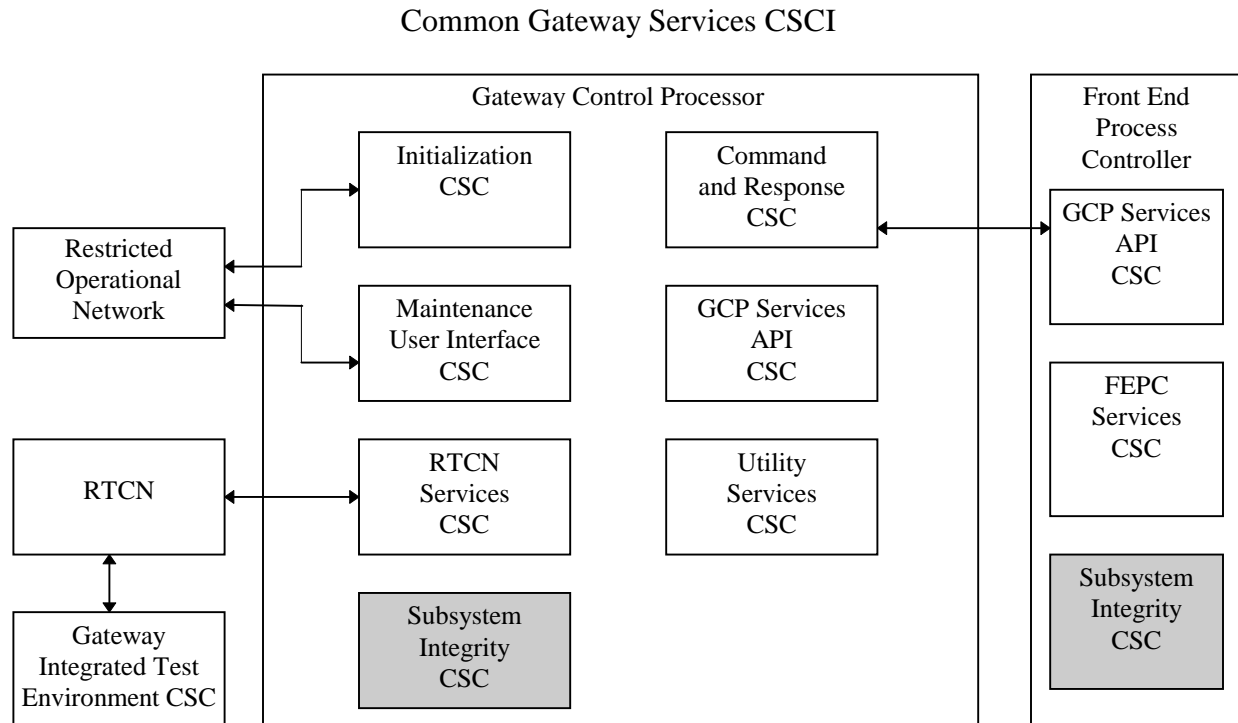 Common Gateway Services CSCI
Gateway Control Processor
Front End
Process
Controller
Initialization
CSC
Command
and Response
CSC
GCP Services
API
CSC
Restricted
Operational
Network
Maintenance
User Interface
CSC
GCP Services
API
CSC
FEPC
Services
CSC
RTCN
RTCN
Services
CSC
Utility
Services
CSC
Subsystem
Integrity
CSC
Subsystem
Integrity
CSC
Gateway
Integrated Test
Environment CSC